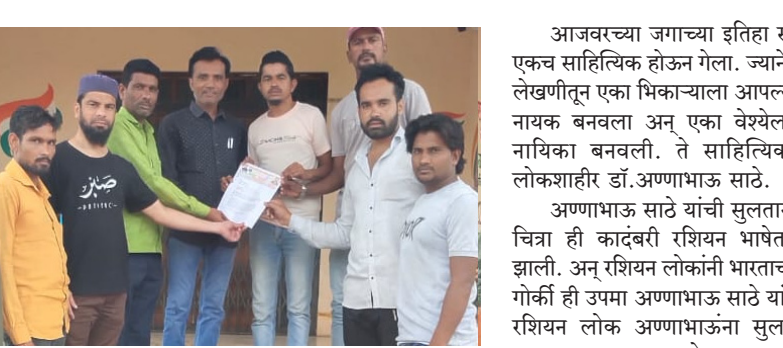 صَبْر
आजवरच्या जगाच्या इतिहा
एकच साहित्यिक होऊन गेला. ज्याने
लेखणीतून एका भिकाऱ्याला आपल
नायक बनवला अन् एका वेश्येल
नायिका बनवली. ते साहित्यिक
लोकशाहीर डॉ.अण्णाभाऊ साठे.
अण्णाभाऊ साठे यांची सुलतान
चित्रा ही कादंबरी रशियन भाषेत
झाली. अन् रशियन लोकांनी भारताच
गोर्की ही उपमा अण्णाभाऊ साठे यां
रशियन लोक अण्णाभाऊंना सुल